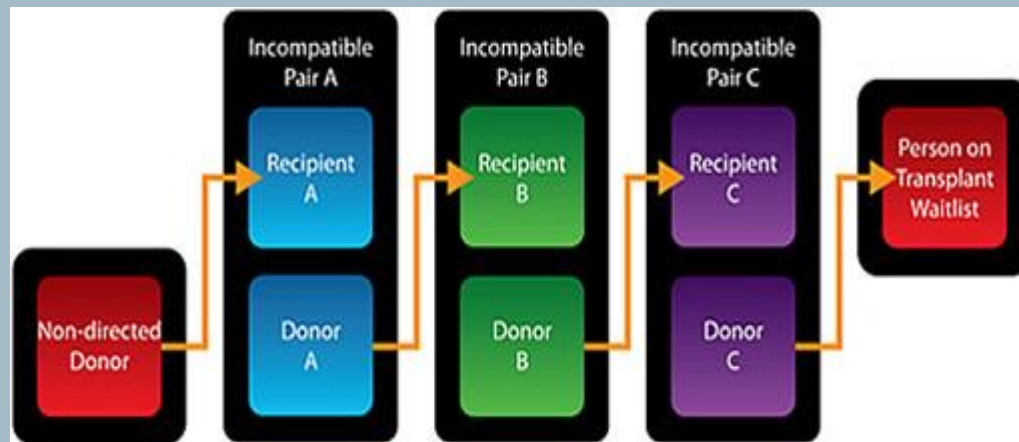 Incompatible
Pair A
Recipient
A
Donor
A
Incompatible
Pair B
Recipient
B
Donor
B
Incompatible
Pair C
Recipient
C
Donor
C
Person on
Transplant
Waitlist
Non-directed
Donor